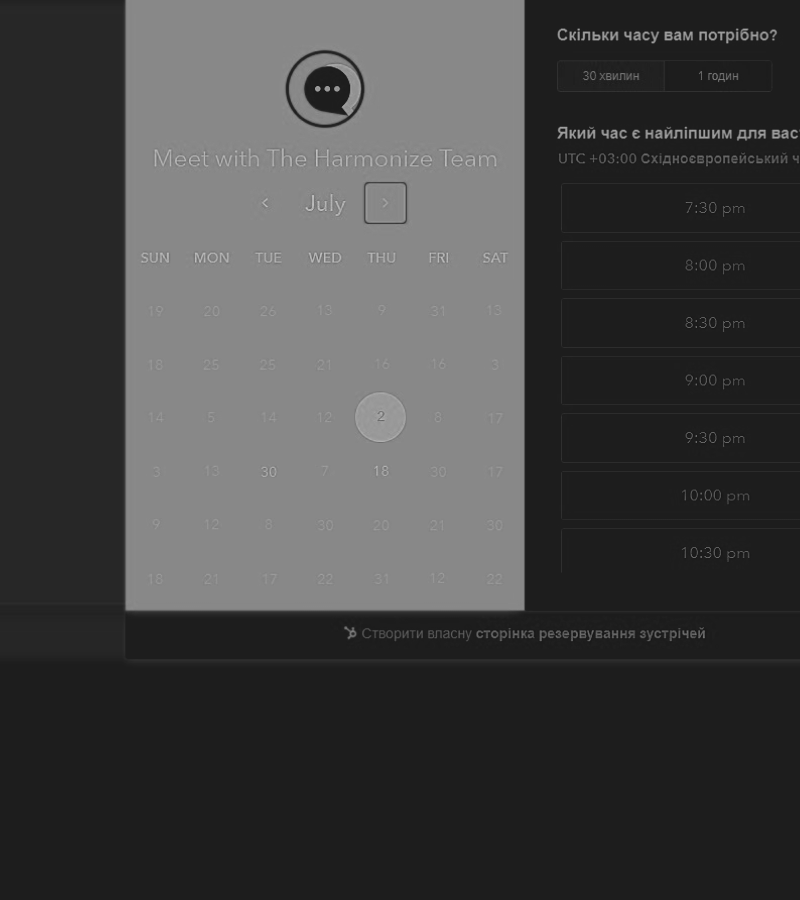 Meet with The Harmonize Team
July
SUN MON TUE WED THU FRI SAT
19 20 26 13 9 31 13
18 25 25 21 16 16 3
14 5 14 12 2 8 17
3 13 30 7 18 30 17
9 12 8 30 20 21 30
18 21 17 22 31 12 22
Скільки часу вам потрібно?
30 хвилин 1 годин
Який час є найліпшим для вас
UTC +03:00 Східноєвропейський ч
7:30 pm
8:00 pm
8:30 pm
9:00 pm
9:30 pm
10:00 pm
10:30 pm
Створити власну сторінка резервування зустрічей